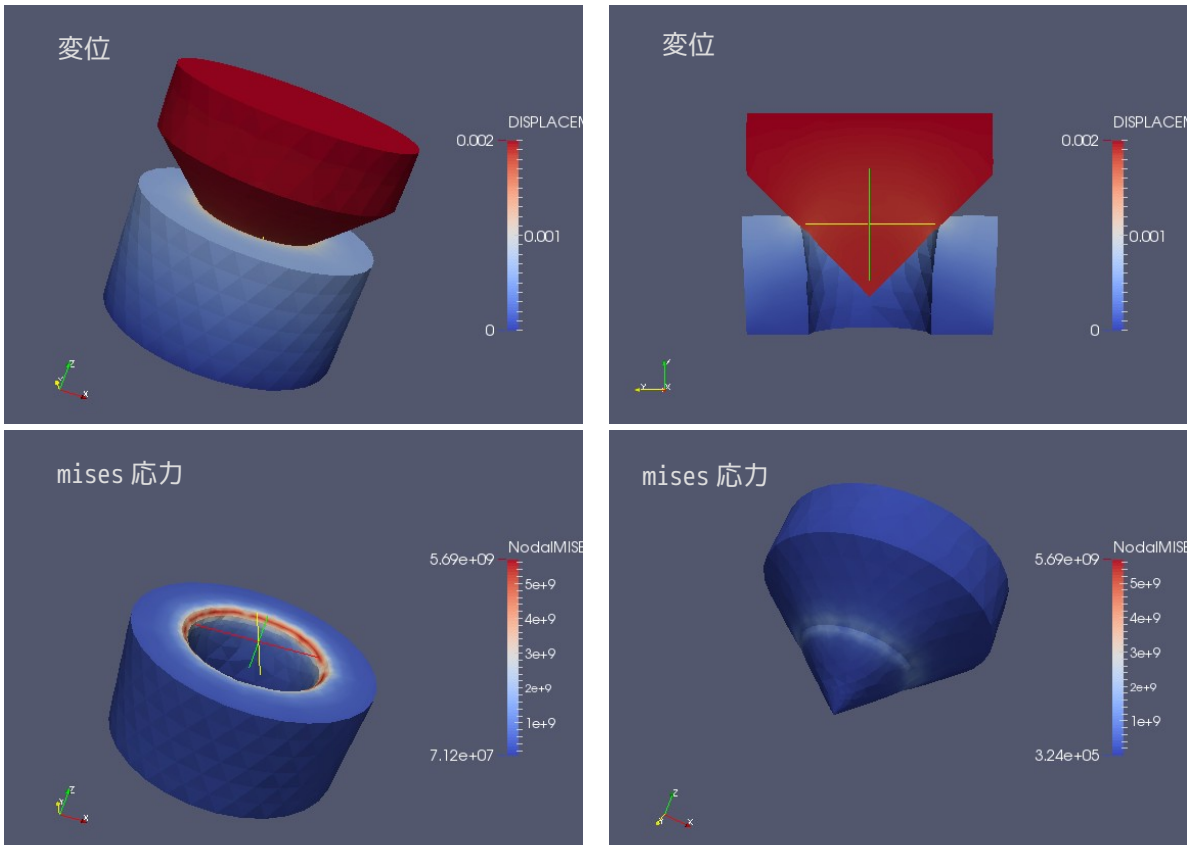 変位
DISPLACEM
0.002
0.001
0
Z
Y
X
変位
DISPLACEM
0.002
0.001
0
Y
X
mises 応力
NodalMISE
5.69e+09
5e+9
4e+9
3e+9
2e+9
1e+9
7.12e+07
Z
Y
X
mises 応力
NodalMISE
5.69e+09
5e+9
4e+9
3e+9
2e+9
1e+9
3.24e+05
Z
Y
X